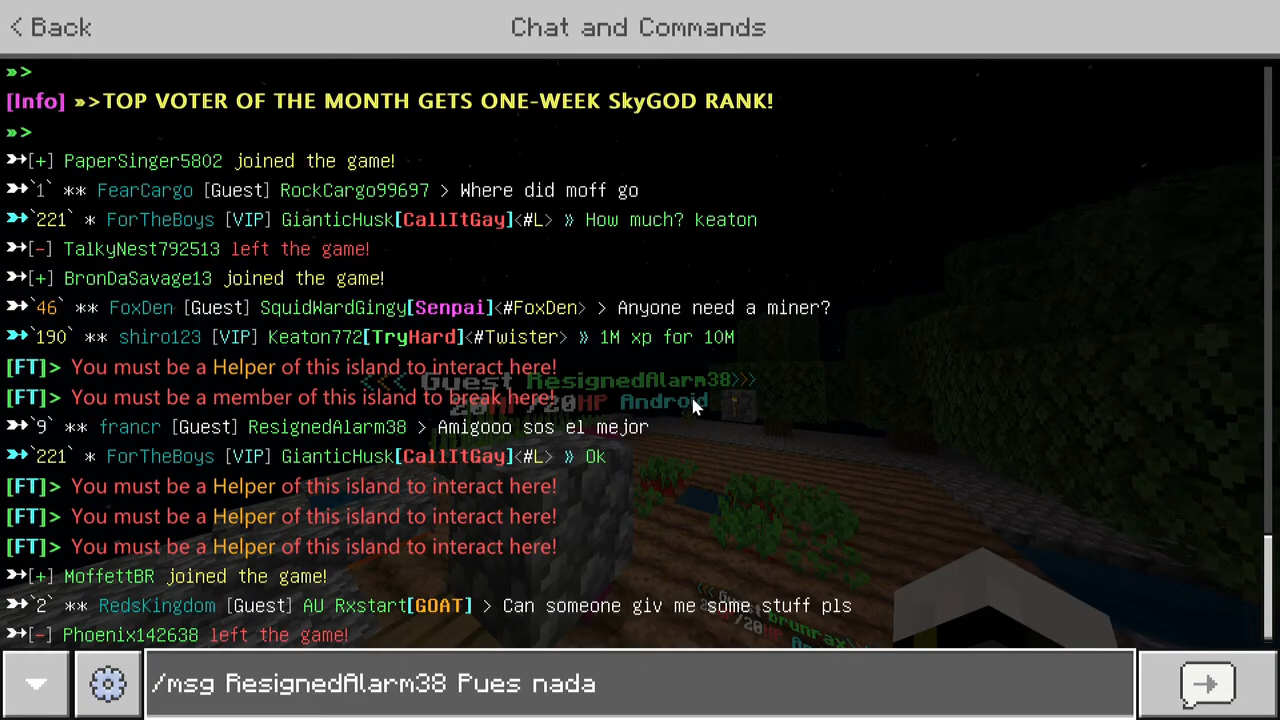 < Back
Chat and Commands
»>
[Info] »>TOP VOTER OF THE MONTH GETS ONE-WEEK SkyGOD RANK!
»>
➳[+] PaperSinger5802 joined the game!
➳`1` ** FearCargo [Guest] RockCargo99697 > Where did moff go
➳`221` * ForTheBoys [VIP] GianticHusk[CallItGay]<#L> » How much? keaton
➳[-] TalkyNest792513 left the game!
➳[+] BronDaSavage13 joined the game!
➳`46` ** FoxDen [Guest] SquidWardGingy[Senpai]<#FoxDen> > Anyone need a miner?
➳`190` ** shiro123 [VIP] Keaton772[TryHard]<#Twister> » 1M xp for 10M
[FT]> You must be a Helper of this island to interact here!
<<< Guest ResignedAlarm38>>>
[FT]> You must be a member of this island to break here!
20HP/20HP Android
➳`9` ** francr [Guest] ResignedAlarm38 > Amigooo sos el mejor
➳`221` * ForTheBoys [VIP] GianticHusk[CallItGay]<#L> » Ok
[FT]> You must be a Helper of this island to interact here!
[FT]> You must be a Helper of this island to interact here!
[FT]> You must be a Helper of this island to interact here!
➳[+] MoffettBR joined the game!
➳`2` ** RedsKingdom [Guest] AU Rxstart[GOAT] > Can someone giv me some stuff pls
➳[-] Phoenix142638 left the game!
/msg ResignedAlarm38 Pues nada